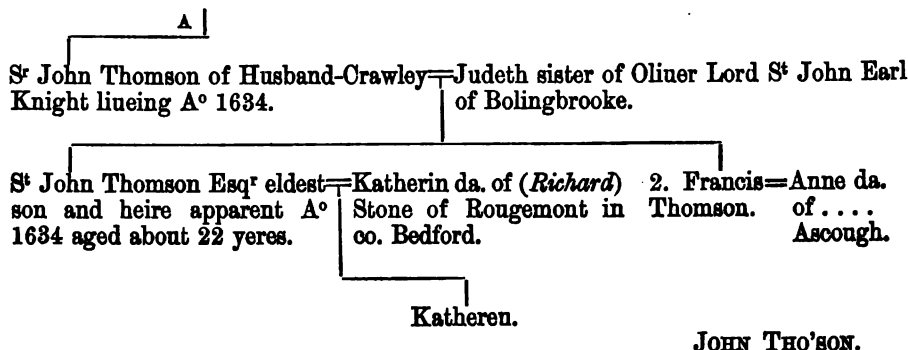 A
Sʳ John Thomson of Husband-Crawley=Judeth sister of Oliuer Lord Sᵗ John Earl
Knight liueing Aº 1634. of Bolingbrooke.
Sᵗ John Thomson Esqʳ eldest=Katherin da. of (Richard) 2. Francis=Anne da.
son and heire apparent Aº Stone of Rougemont in Thomson. of . . . .
1634 aged about 22 yeres. co. Bedford. Ascough.
Katheren.
JOHN THO'SON.